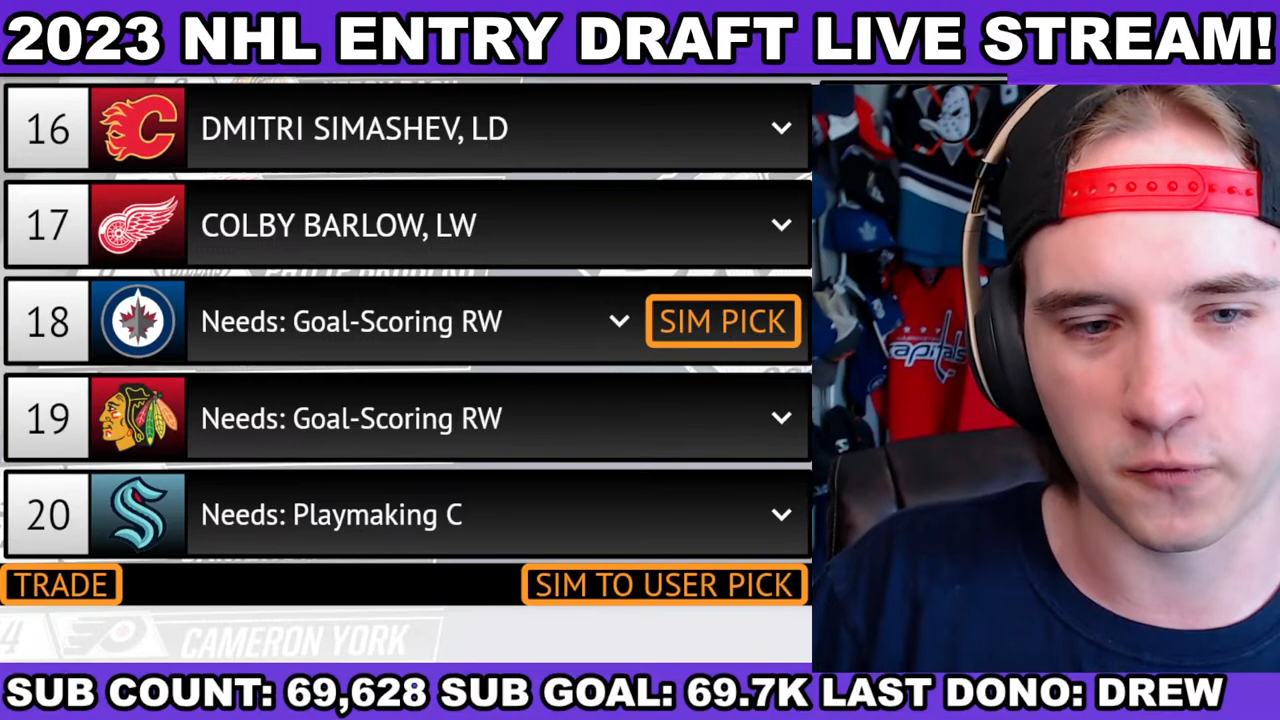 2023 NHL ENTRY DRAFT LIVE STREAM!
16 DMITRI SIMASHEV, LD
17 COLBY BARLOW, LW
18 Needs: Goal-Scoring RW SIM PICK
19 Needs: Goal-Scoring RW
20 Needs: Playmaking C
TRADE SIM TO USER PICK
CAMERON YORK
capitals
SUB COUNT: 69,628 SUB GOAL: 69.7K LAST DONO: DREW